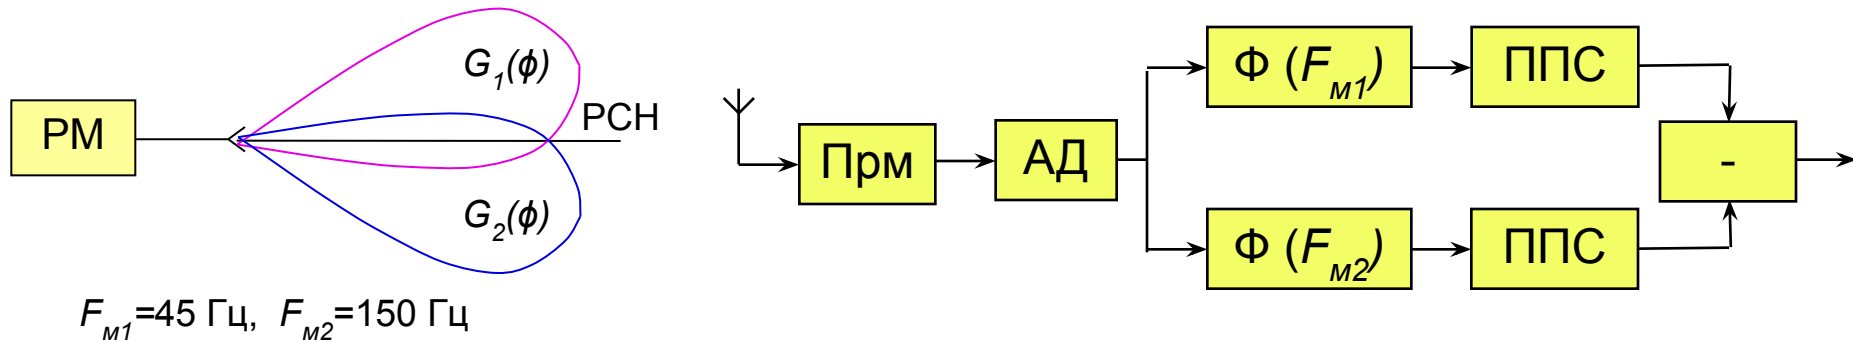 G1(ϕ)
РМ
РСН
G2(ϕ)
Fм1=45 Гц, Fм2=150 Гц
Прм
АД
Ф (Fм1)
ППС
Ф (Fм2)
ППС
-